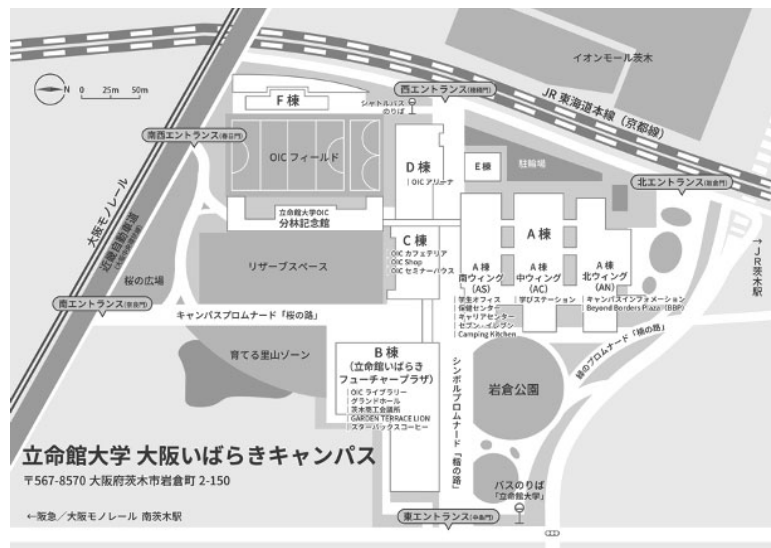 イオンモール茨木
JR 東海道本線（京都線）
N 0 25m 50m
F 棟
シャトルバス
のりば
西エントランス
南西エントランス(春日門)
OIC フィールド
D 棟
| OIC アリーナ
E 棟
駐輪場
北エントランス
→JR茨木駅
大阪モノレール
近畿自動車道
立命館大学OIC
分林記念館
リザーブスペース
C 棟
| OIC カフェテリア
| OIC Shop
| OIC セミナーハウス
A 棟
A 棟
南ウィング
(AS)
| 学生オフィス
| 保健センター
| キャリアセンター
| セブン-イレブン
| Camping Kitchen
A 棟
中ウィング
(AC)
| 学びステーション
A 棟
北ウィング
(AN)
| キャンパスインフォメーション
| Beyond Borders Plaza（BBP）
桜の広場
南エントランス(奈良門)
キャンパスプロムナード「桜の路」
育てる里山ゾーン
B 棟
（立命館いばらき
フューチャープラザ）
| OIC ライブラリー
| グランドホール
| 茨木商工会議所
| GARDEN TERRACE LION
| スターバックスコーヒー
シンボルプロムナード「楷の路」
岩倉公園
緑のプロムナード「楠の路」
立命館大学 大阪いばらきキャンパス
〒567-8570 大阪府茨木市岩倉町 2-150
バスのりば
「立命館大学」
←阪急／大阪モノレール 南茨木駅
東エントランス(中条門)